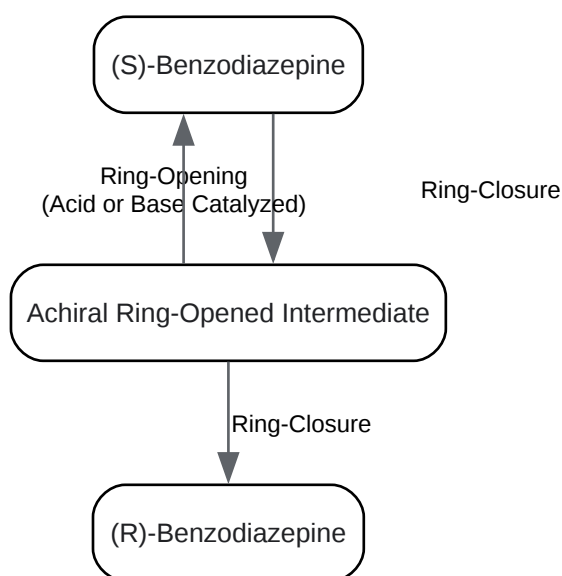 (S)-Benzodiazepine
Ring-Opening
(Acid or Base Catalyzed)
Ring-Closure
Achiral Ring-Opened Intermediate
Ring-Closure
(R)-Benzodiazepine